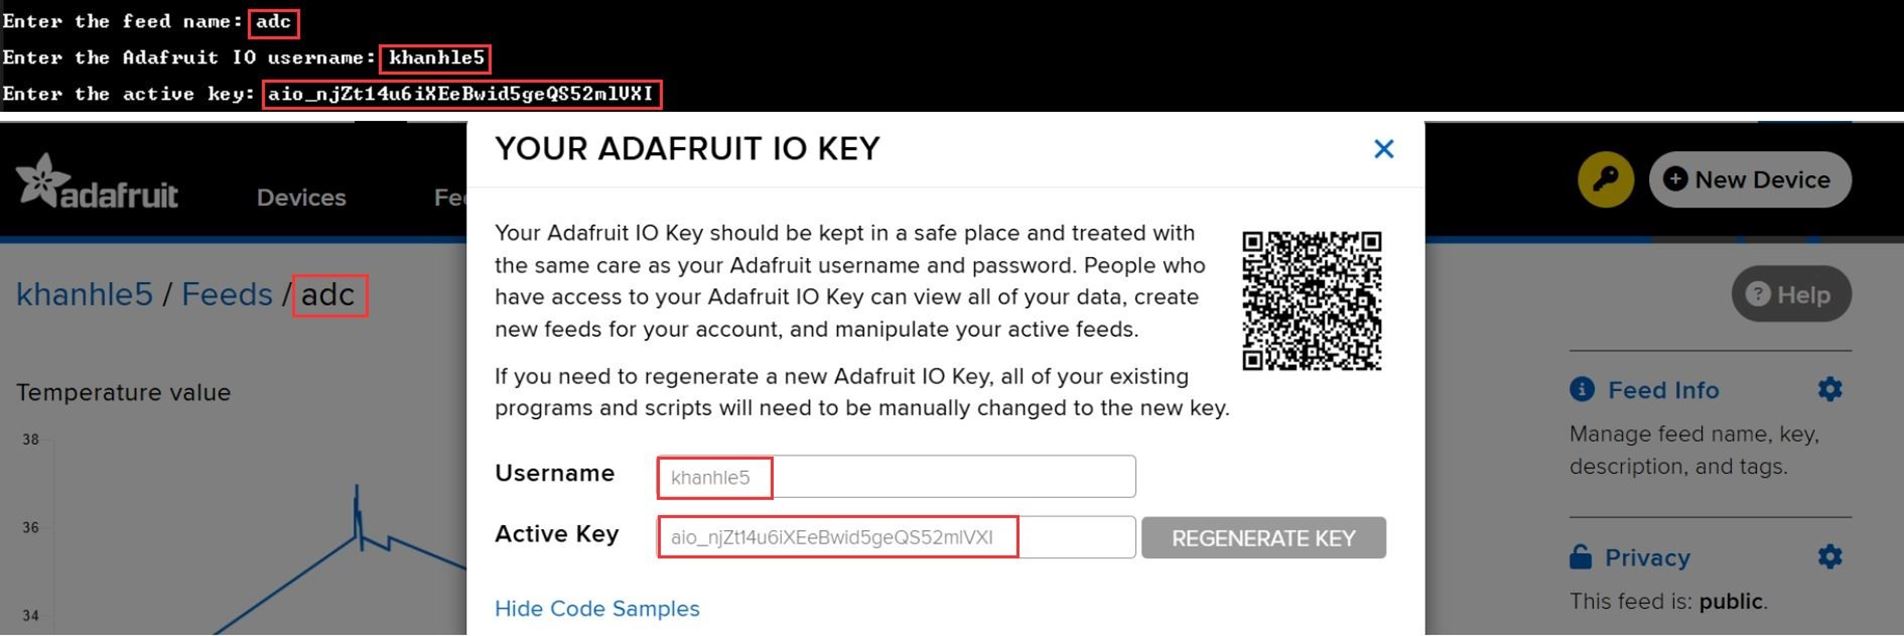 Enter the feed name: adc
Enter the Adafruit IO username: khanhle5
Enter the active key: aio_njZt14u6iXEeBwid5geQS52mlVXI
YOUR ADAFRUIT IO KEY
adafruit
Devices
Fe
New Device
Your Adafruit IO Key should be kept in a safe place and treated with
the same care as your Adafruit username and password. People who
have access to your Adafruit IO Key can view all of your data, create
new feeds for your account, and manipulate your active feeds.
If you need to regenerate a new Adafruit IO Key, all of your existing
programs and scripts will need to be manually changed to the new key.
Username
khanhle5
Active Key
aio_njZt14u6iXEeBwid5geQS52mlVXI
REGENERATE KEY
Hide Code Samples
khanhle5 / Feeds / adc
Temperature value
38
36
34
Help
Feed Info
Manage feed name, key,
description, and tags.
Privacy
This feed is: public.